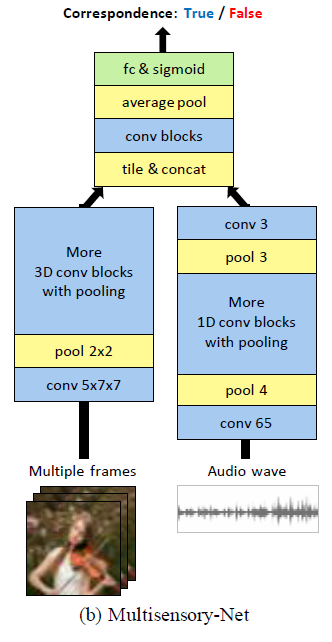 Correspondence: True / False
fc & sigmoid
average pool
conv blocks
tile & concat
More
3D conv blocks
with pooling
pool 2x2
conv 5x7x7
Multiple frames
conv 3
pool 3
More
1D conv blocks
with pooling
pool 4
conv 65
Audio wave
(b) Multisensory-Net